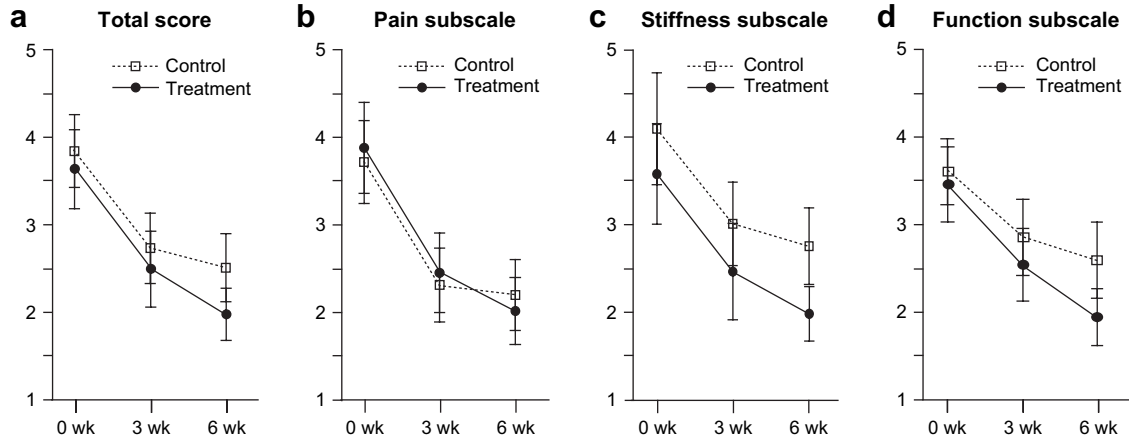 a Total score
Control
Treatment
5
4
3
2
1
0 wk 3 wk 6 wk
b Pain subscale
Control
Treatment
5
4
3
2
1
0 wk 3 wk 6 wk
c Stiffness subscale
Control
Treatment
5
4
3
2
1
0 wk 3 wk 6 wk
d Function subscale
Control
Treatment
5
4
3
2
1
0 wk 3 wk 6 wk